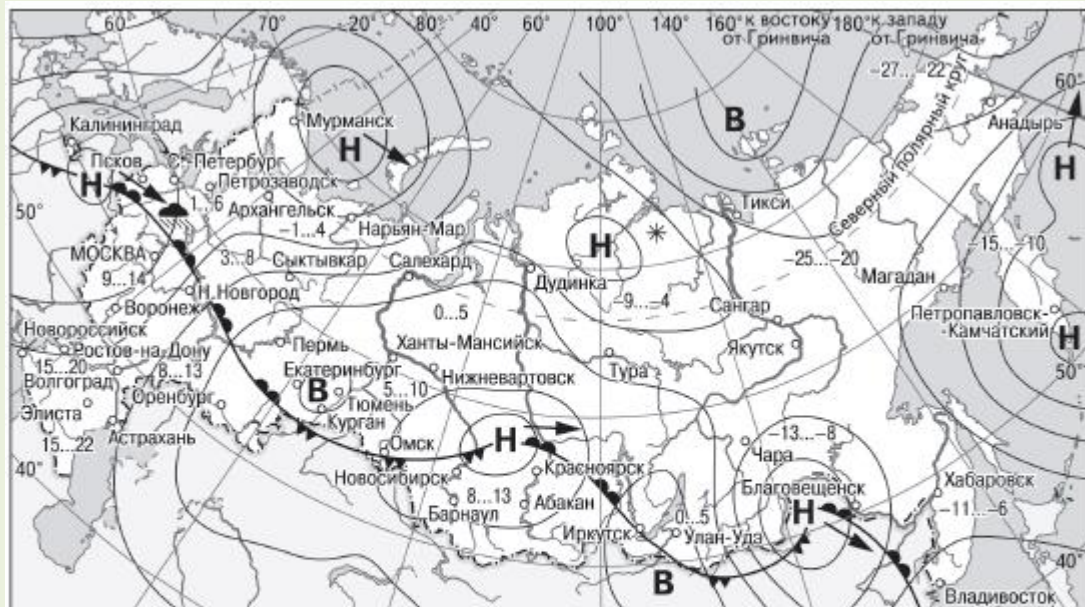 60° 70° 80° 40° 60° 100° 140° 160° к востоку 180° к западу
от Гринвича от Гринвича
-27...-22
Северный полярный круг
60°
Анадырь
В
Н
Мурманск
Н
Калининград
Псков
С.-Петербург
Н
Петрозаводск
1...6
50°
Архангельск
-1...4
Нарьян-Мар
Тикси
МОСКВА
9...14
3...8
Сыктывкар
Салехард
Н
Дудинка
-9...-4
-25...-20
-15...-10
Магадан
Сангар
Н.Новгород
Воронеж
0...5
Петропавловск-
-Камчатский
Н
Новороссийск
15...20
Ростов-на-Дону
Волгоград
8...13
Пермь
Ханты-Мансийск
Нижневартовск
Тура
Якутск
50°
Екатеринбург
В
5...10
Тюмень
Курган
Элиста
Оренбург
15...22
Астрахань
Омск
Н
-13...-8
Чара
40°
Новосибирск
Красноярск
Благовещенск
Хабаровск
8...13
Барнаул
Абакан
0...5
Н
-11...-6
Иркутск
Улан-Удэ
В
40°
Владивосток